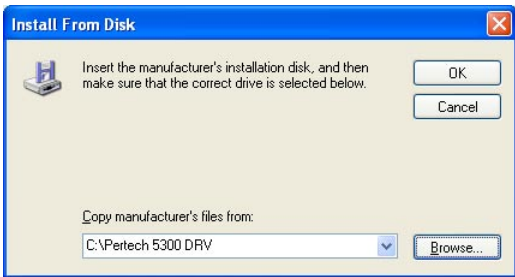 Install From Disk
Insert the manufacturer's installation disk, and then
make sure that the correct drive is selected below.
OK
Cancel
Copy manufacturer's files from:
C:\Pertech 5300 DRV
Browse...